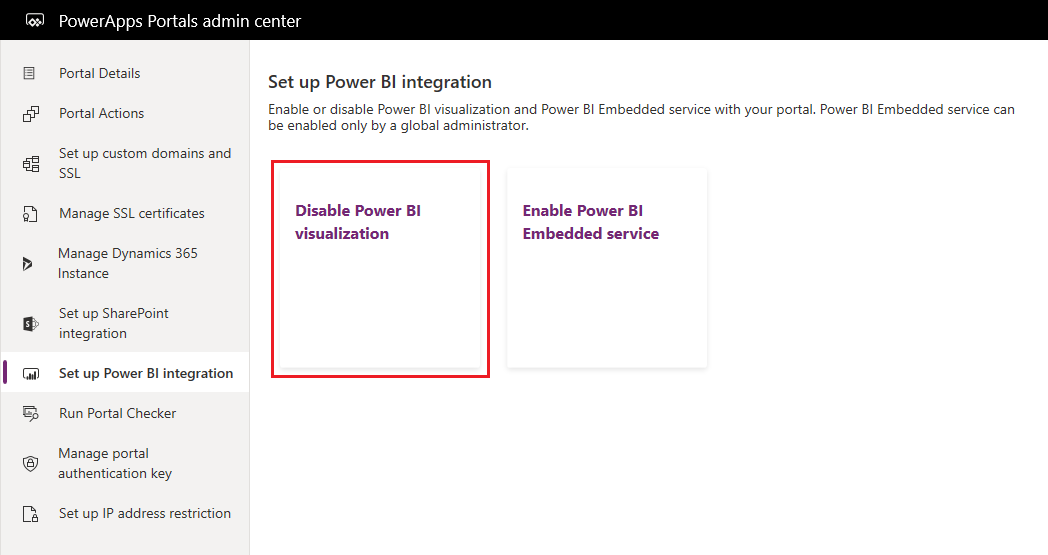 PowerApps Portals admin center
Portal Details
Portal Actions
Set up custom domains and
SSL
Manage SSL certificates
Manage Dynamics 365
Instance
Set up SharePoint
integration
Set up Power BI integration
Run Portal Checker
Manage portal
authentication key
Set up IP address restriction
Set up Power BI integration
Enable or disable Power BI visualization and Power BI Embedded service with your portal. Power BI Embedded service can
be enabled only by a global administrator.
Disable Power BI
visualization
Enable Power BI
Embedded service